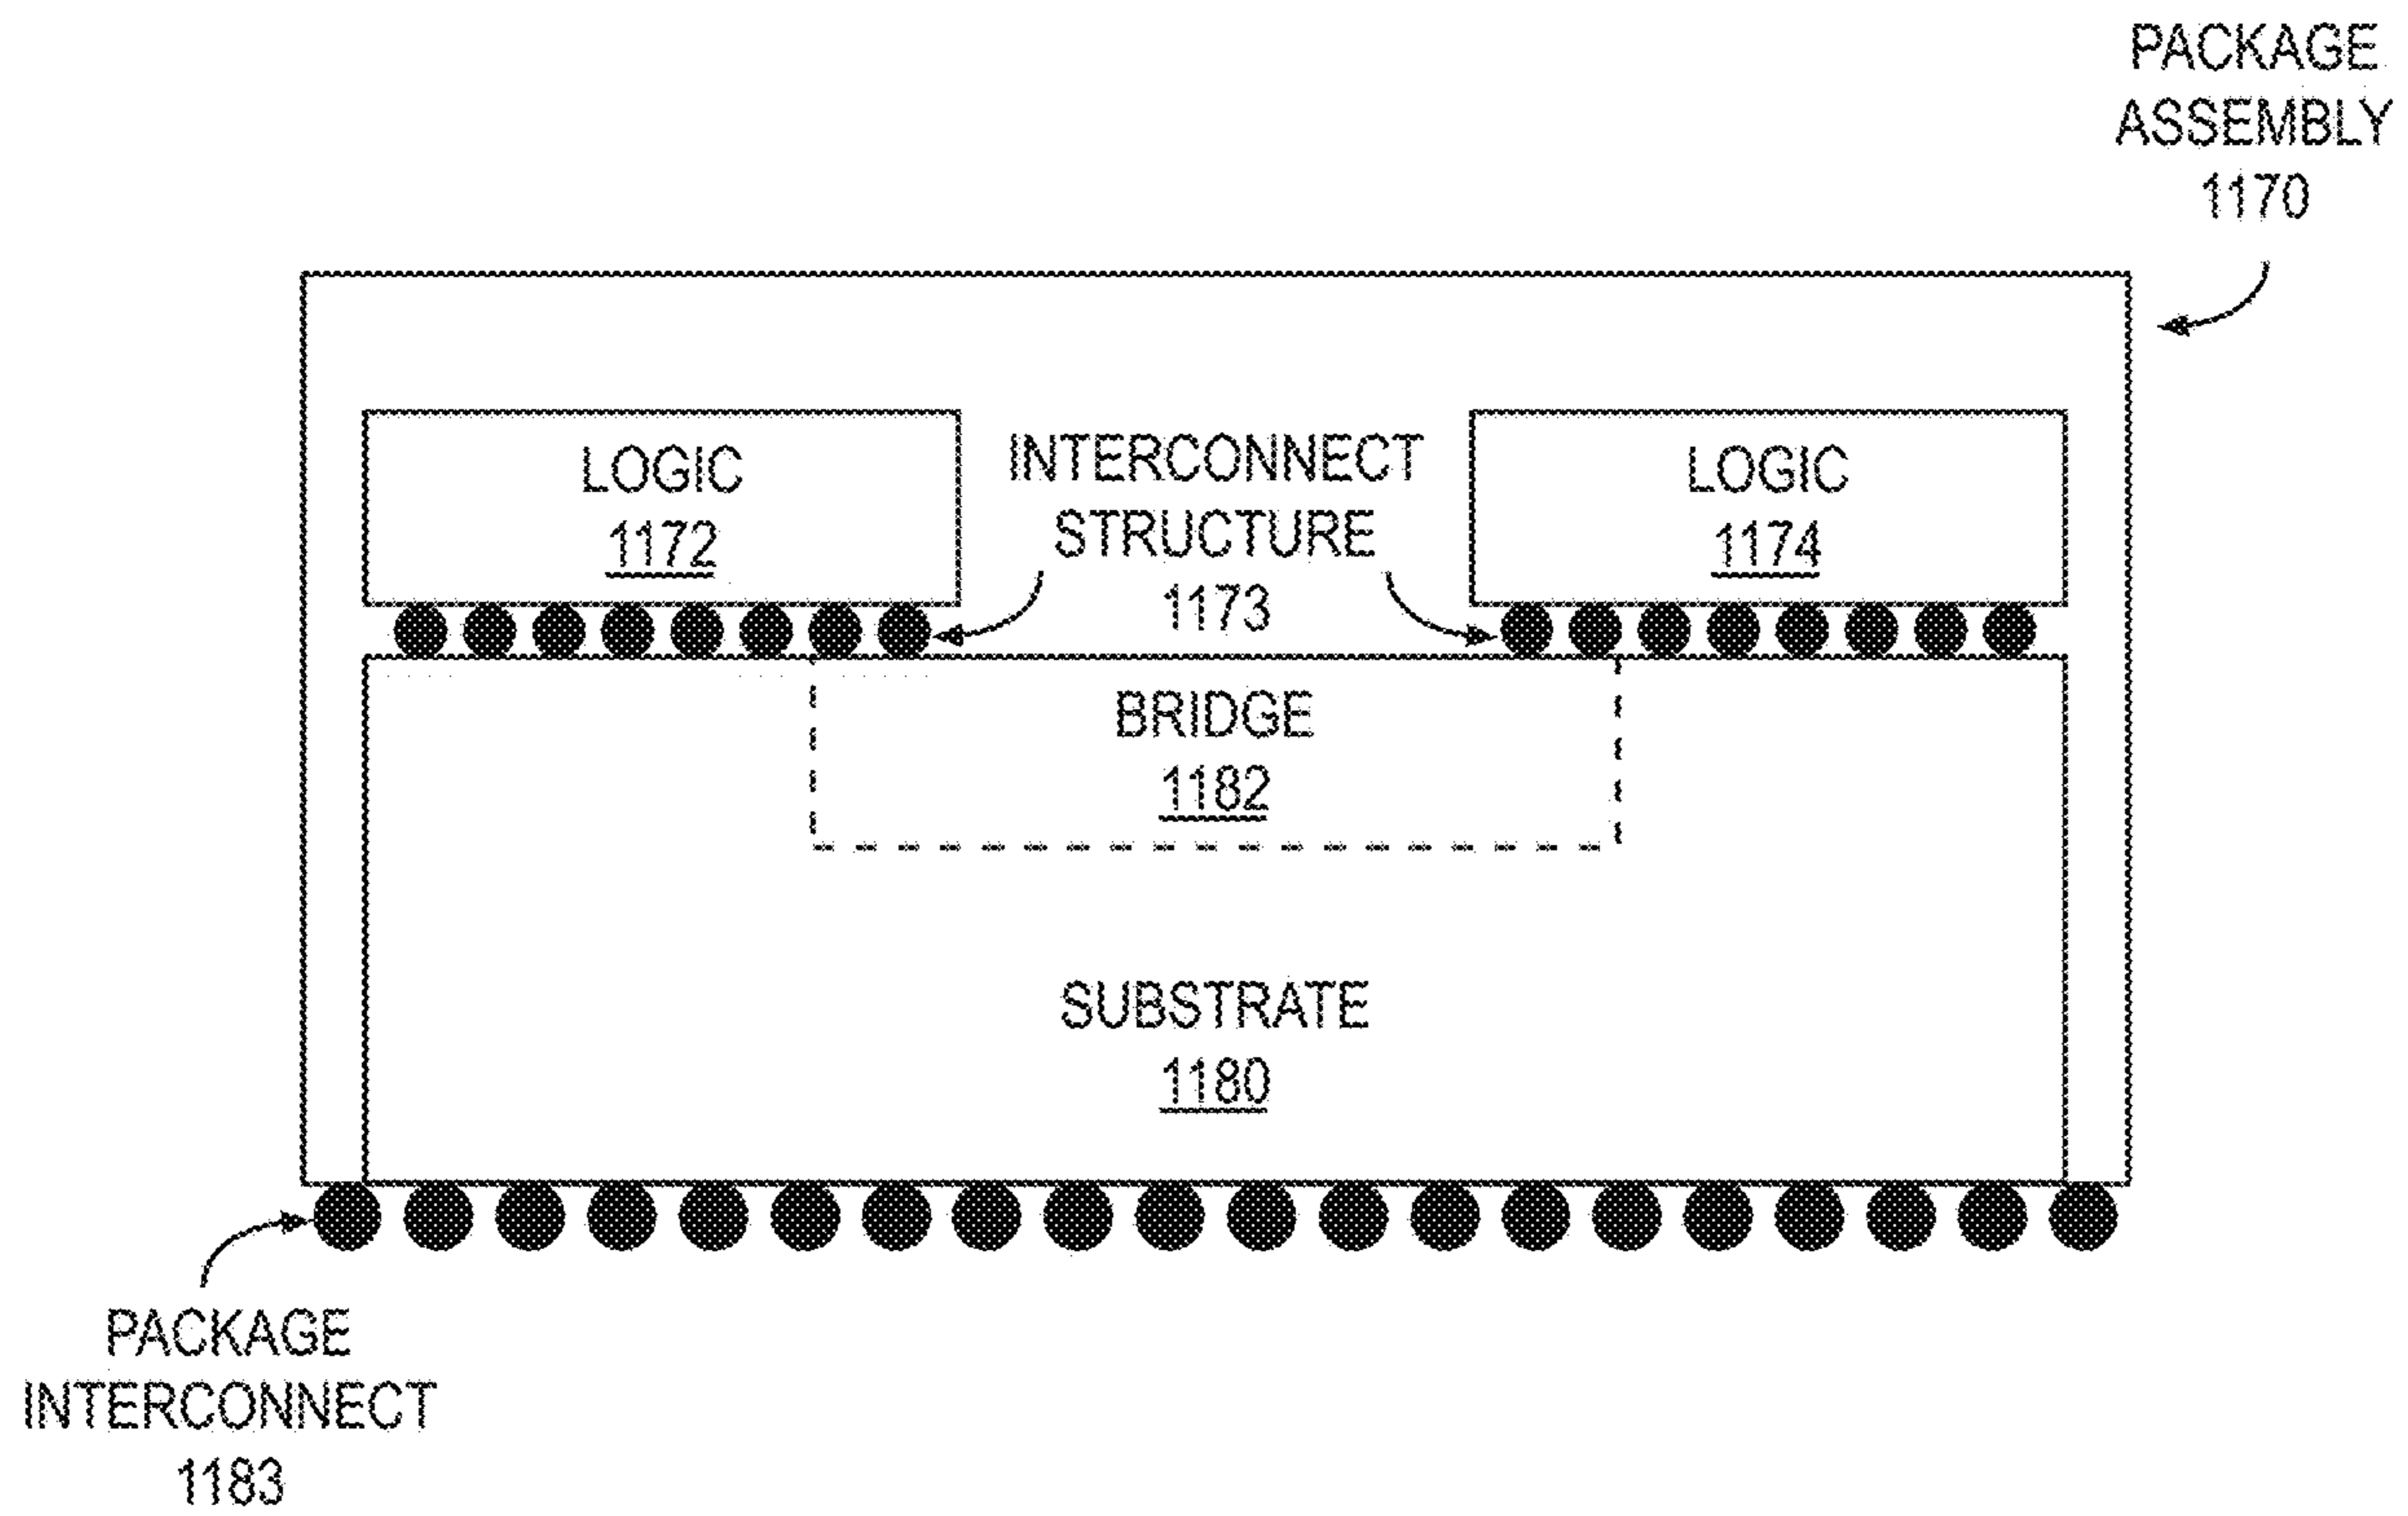 PACKAGE
ASSEMBLY
1170
LOGIC
1172
INTERCONNECT
STRUCTURE
1173
LOGIC
1174
BRIDGE
1182
SUBSTRATE
1180
PACKAGE
INTERCONNECT
1183